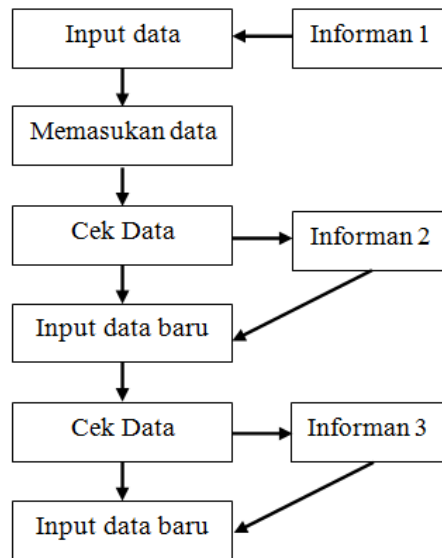 Input data
Informan 1
Memasukan data
Cek Data
Informan 2
Input data baru
Cek Data
Informan 3
Input data baru